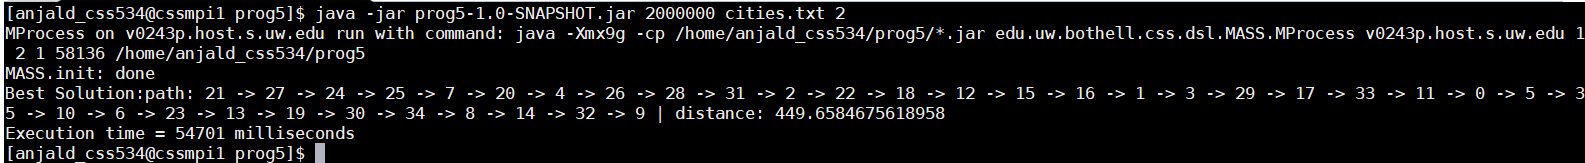 [anjald_css534@cssmpi1 prog5]$ java -jar prog5-1.0-SNAPSHOT.jar 2000000 cities.txt 2
MProcess on v0243p.host.s.uw.edu run with command: java -Xmx9g -cp /home/anjald_css534/prog5/*.jar edu.uw.bothell.css.dsl.MASS.MProcess v0243p.host.s.uw.edu 1
 2 1 58136 /home/anjald_css534/prog5
MASS.init: done
Best Solution:path: 21 -> 27 -> 24 -> 25 -> 7 -> 20 -> 4 -> 26 -> 28 -> 31 -> 2 -> 22 -> 18 -> 12 -> 15 -> 16 -> 1 -> 3 -> 29 -> 17 -> 33 -> 11 -> 0 -> 5 -> 3
5 -> 10 -> 6 -> 23 -> 13 -> 19 -> 30 -> 34 -> 8 -> 14 -> 32 -> 9 | distance: 449.6584675618958
Execution time = 54701 milliseconds
[anjald_css534@cssmpi1 prog5]$